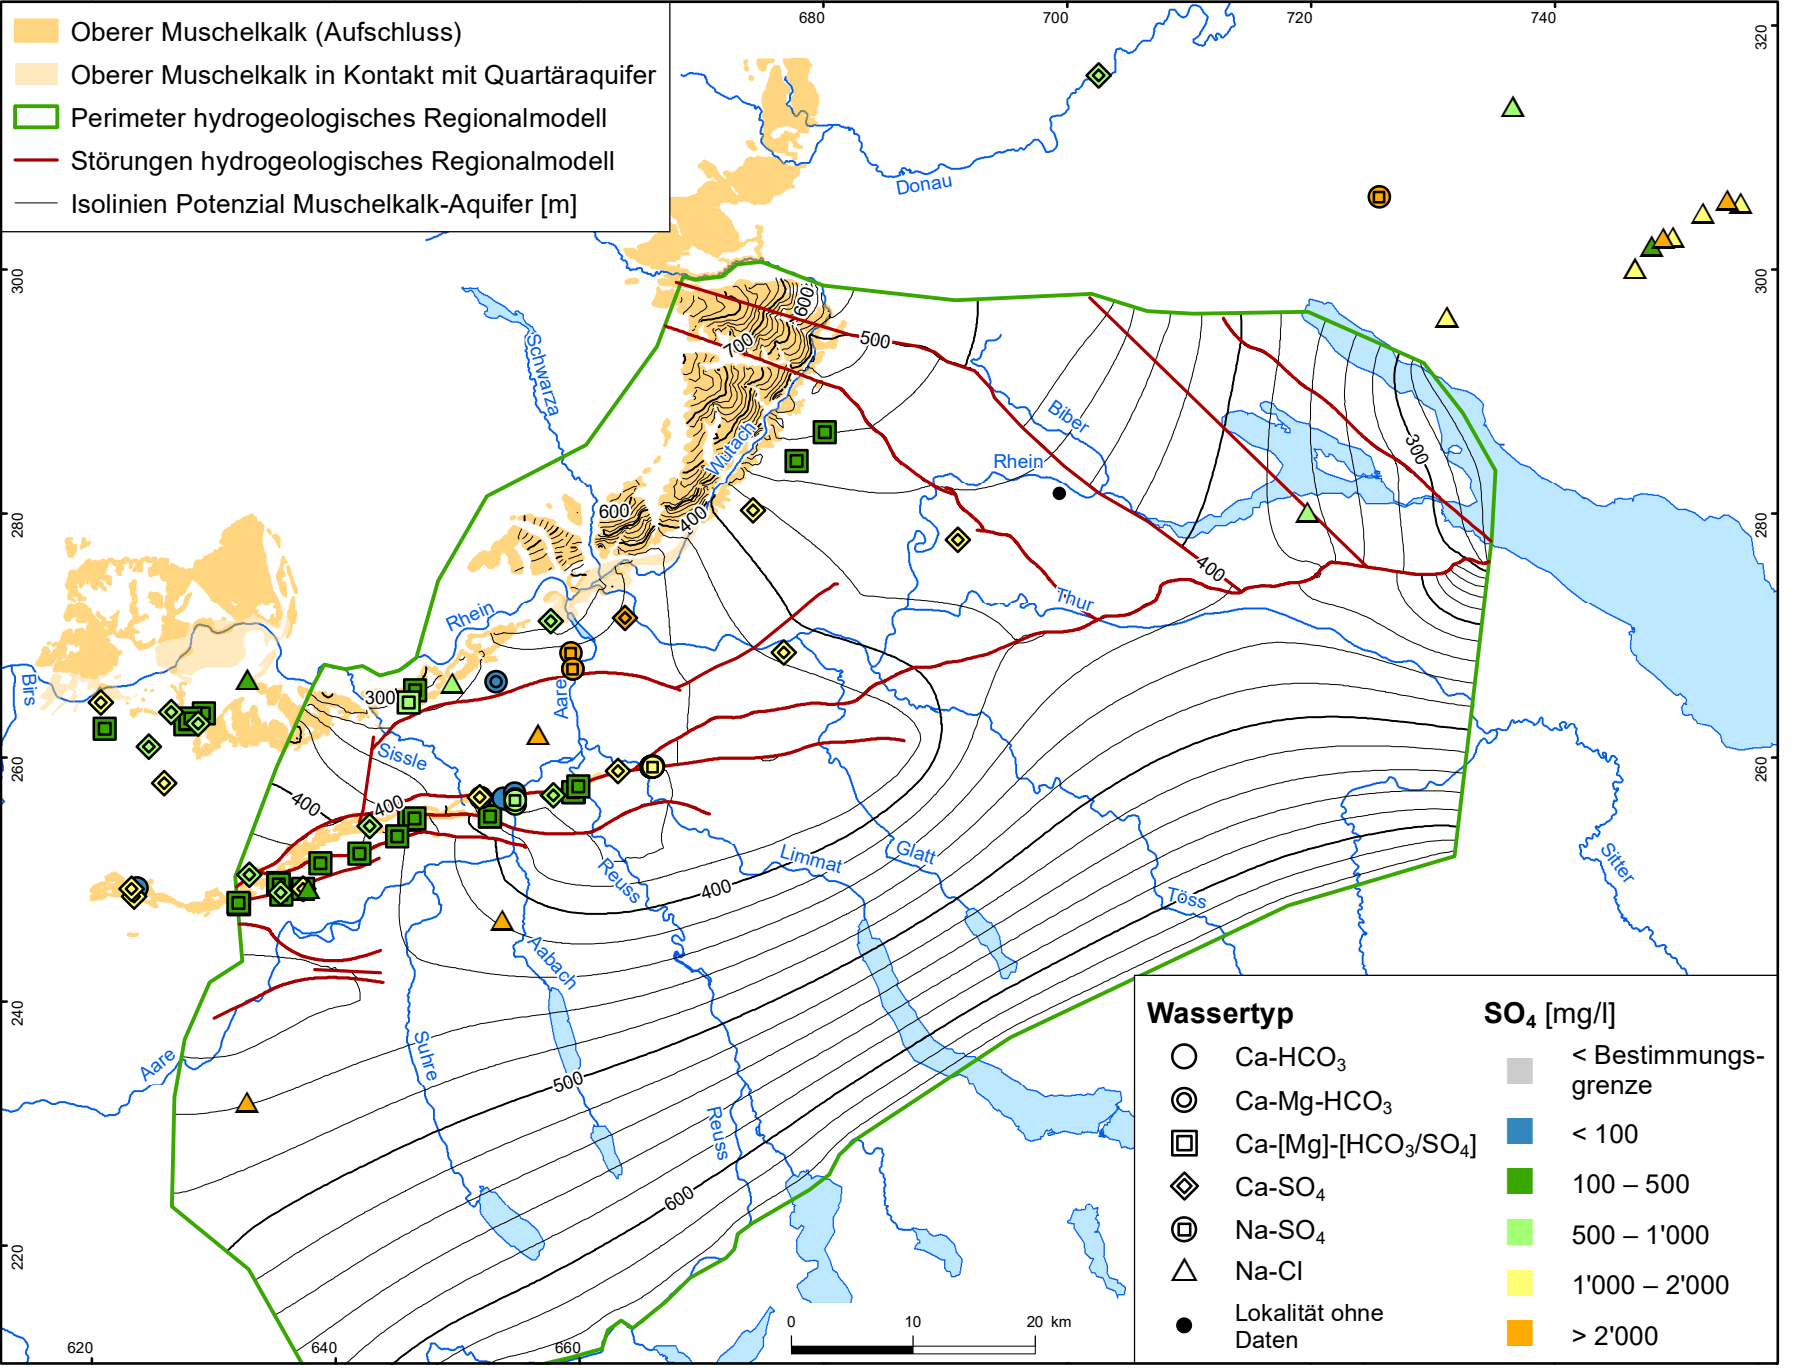 Oberer Muschelkalk (Aufschluss)
Oberer Muschelkalk in Kontakt mit Quartäraquifer
Perimeter hydrogeologisches Regionalmodell
Störungen hydrogeologisches Regionalmodell
Isolinien Potenzial Muschelkalk-Aquifer [m]
680
700
720
740
320
300
300
280
280
260
260
240
220
620
640
660
Donau
Schwarza
Wutach
Biber
Rhein
Rhein
Thur
Birs
Sissle
Aare
Aare
Reuss
Reuss
Limmat
Glatt
Töss
Sitter
Aabach
Suhre
600
700
500
600
400
300
400
300
400
400
400
500
600
0 10 20 km
Wassertyp
Ca-HCO₃
Ca-Mg-HCO₃
Ca-[Mg]-[HCO₃/SO₄]
Ca-SO₄
Na-SO₄
Na-Cl
Lokalität ohne
Daten
SO₄ [mg/l]
< Bestimmungs-
grenze
< 100
100 – 500
500 – 1'000
1'000 – 2'000
> 2'000